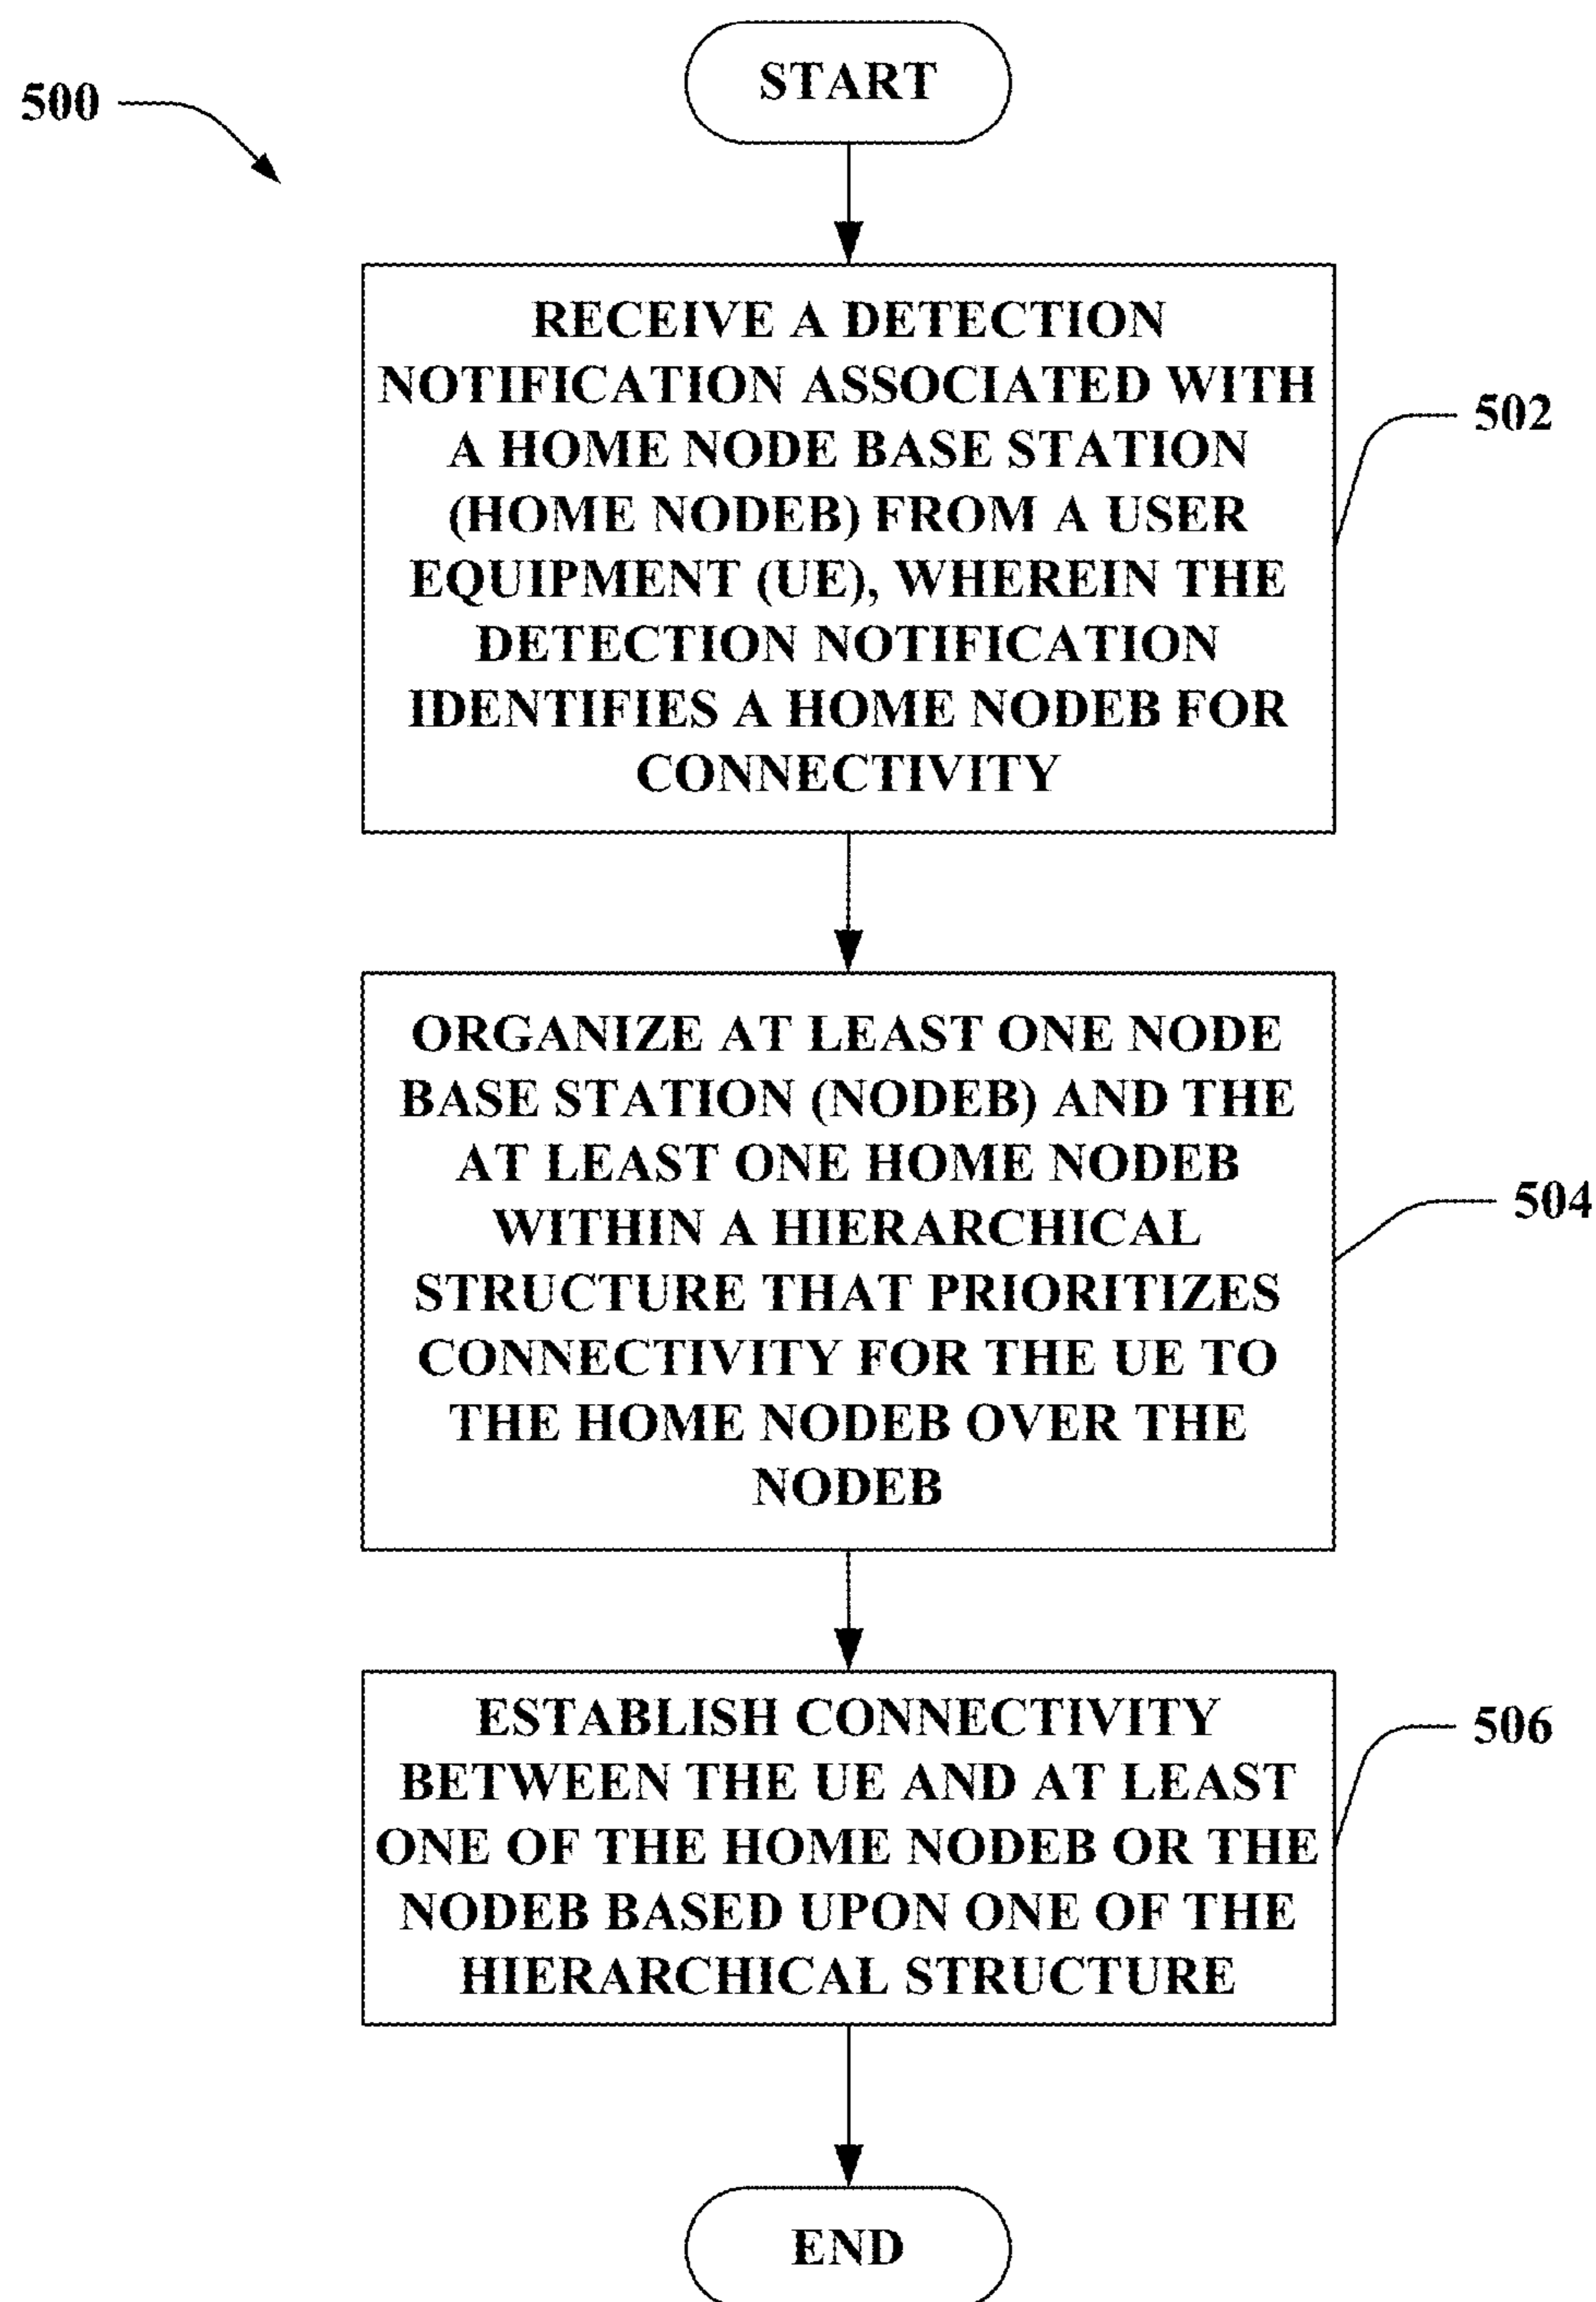 START
500
RECEIVE A DETECTION
NOTIFICATION ASSOCIATED WITH
A HOME NODE BASE STATION
(HOME NODEB) FROM A USER
EQUIPMENT (UE), WHEREIN THE
DETECTION NOTIFICATION
IDENTIFIES A HOME NODEB FOR
CONNECTIVITY
502
ORGANIZE AT LEAST ONE NODE
BASE STATION (NODEB) AND THE
AT LEAST ONE HOME NODEB
WITHIN A HIERARCHICAL
STRUCTURE THAT PRIORITIZES
CONNECTIVITY FOR THE UE TO
THE HOME NODEB OVER THE
NODEB
504
ESTABLISH CONNECTIVITY
BETWEEN THE UE AND AT LEAST
ONE OF THE HOME NODEB OR THE
NODEB BASED UPON ONE OF THE
HIERARCHICAL STRUCTURE
506
END